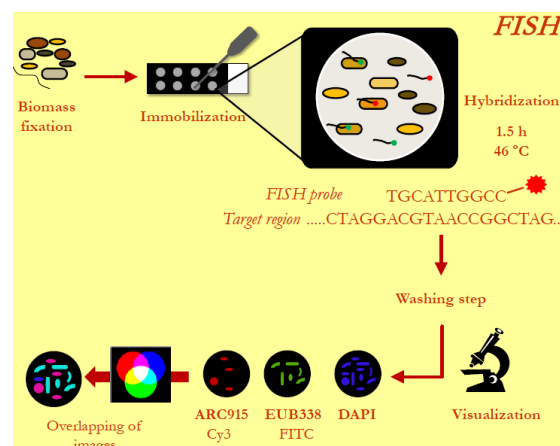 FISH
Biomass
fixation
Immobilization
Hybridization
1.5 h
46 ºC
FISH probe TGCATTGGCC
Target region .....CTAGGACGTAACCGGCTAG..
Washing step
ARC915 EUB338 DAPI
Cy3 FITC
Visualization
Overlapping of
images